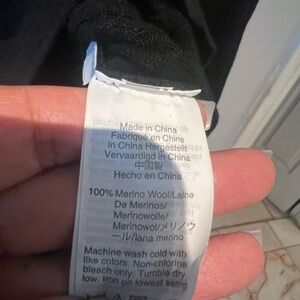 Made in China
Fabriqué en Chine
In China Hergestellt
Vervaardigd in China
中国製
Hecho en China
100% Merino Wool/Laine
De Merinos/
Merinowolle/
Merinowol/メリノウ
ール/lana merino
Machine wash cold with
like colors. Non-chlorine
bleach only. Tumble dry
low. Iron on lowest